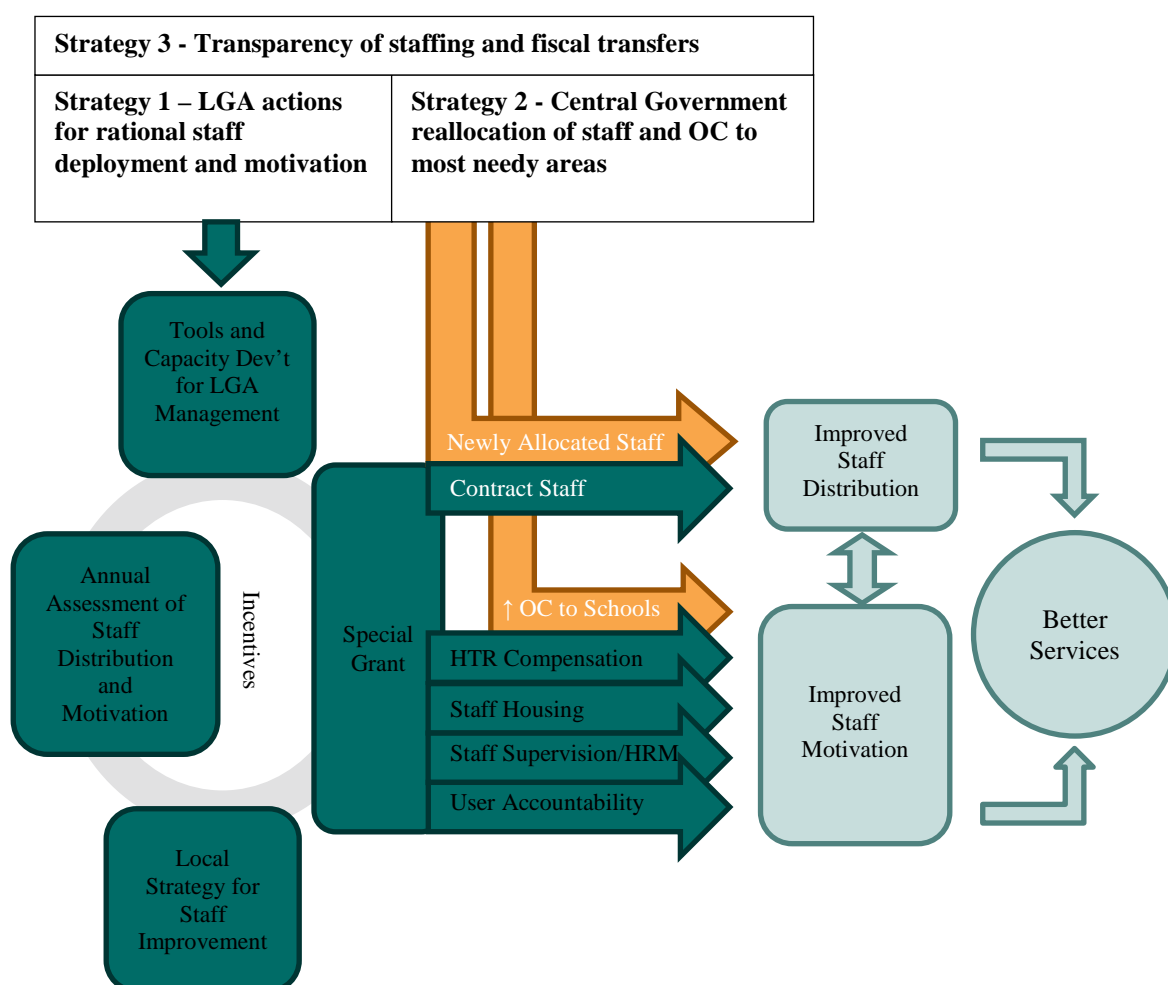 Strategy 3 - Transparency of staffing and fiscal transfers
Strategy 1 – LGA actions
for rational staff
deployment and motivation
Strategy 2 - Central Government
reallocation of staff and OC to
most needy areas
Tools and
Capacity Dev’t
for LGA
Management
Annual
Assessment of
Staff
Distribution
and
Motivation
Incentives
Local
Strategy for
Staff
Improvement
Special
Grant
Newly Allocated Staff
Contract Staff
↑ OC to Schools
HTR Compensation
Staff Housing
Staff Supervision/HRM
User Accountability
Improved
Staff
Distribution
Improved
Staff
Motivation
Better
Services